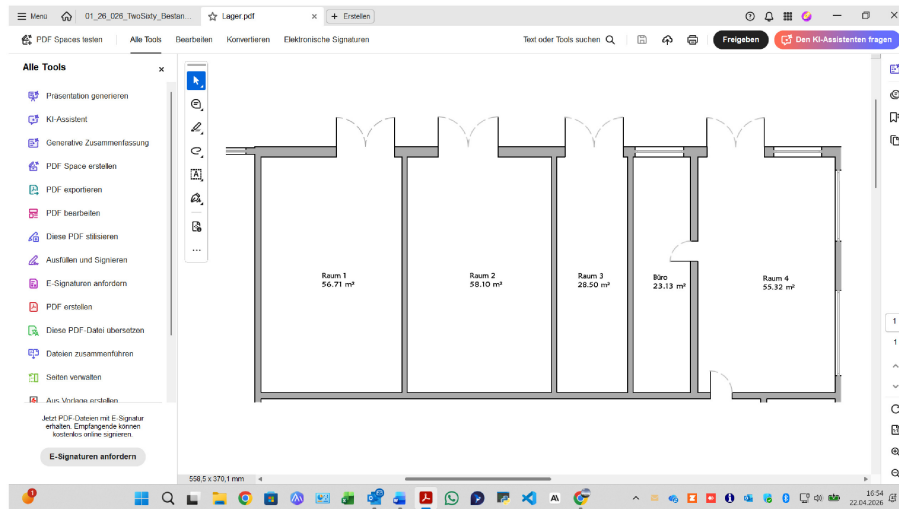 Menü
01_26_026_TwoSixty_Bestan...
Lager.pdf
×
+ Erstellen
PDF Spaces testen
Alle Tools
Bearbeiten
Konvertieren
Elektronische Signaturen
Text oder Tools suchen
Freigeben
Den KI-Assistenten fragen
Alle Tools
×
Präsentation generieren
KI-Assistent
Generative Zusammenfassung
PDF Space erstellen
PDF exportieren
PDF bearbeiten
Diese PDF stilisieren
Ausfüllen und Signieren
E-Signaturen anfordern
PDF erstellen
Diese PDF-Datei übersetzen
Dateien zusammenführen
Seiten verwalten
Aus Vorlage erstellen
Jetzt PDF-Dateien mit E-Signatur
erhalten. Empfangende können
kostenlos online signieren.
E-Signaturen anfordern
Raum 1
56.71 m²
Raum 2
58.10 m²
Raum 3
28.50 m²
Büro
23.13 m²
Raum 4
55.32 m²
1
1
558,5 x 370,1 mm
16:54
22.04.2026